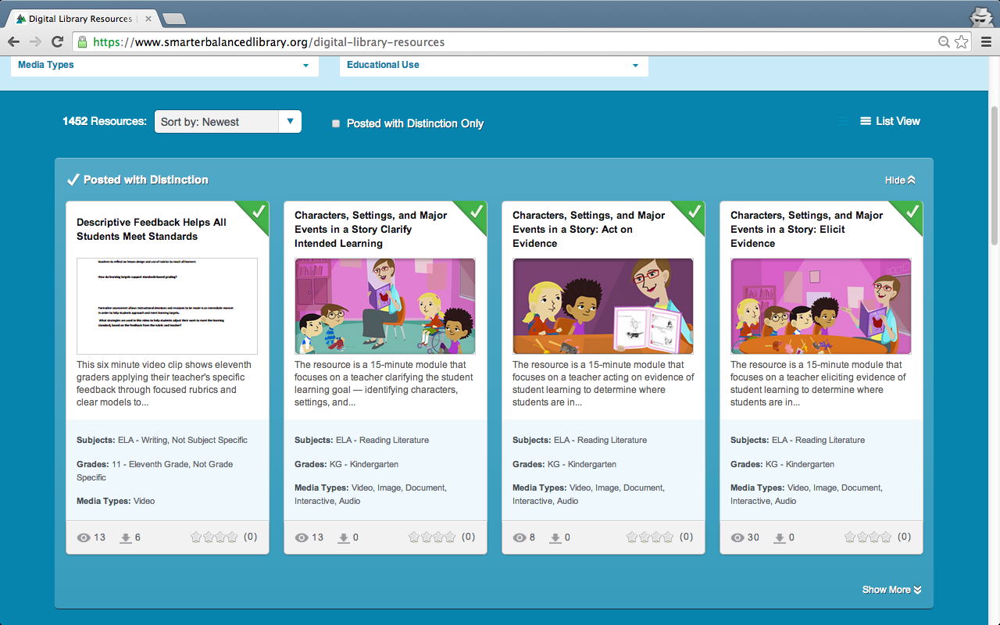 Digital Library Resources |
https://www.smarterbalancedlibrary.org/digital-library-resources
Media Types
Educational Use
1452 Resources:
Sort by: Newest
Posted with Distinction Only
List View
Posted with Distinction
Hide
Descriptive Feedback Helps All
Students Meet Standards
teachers to reflect on lesson design and use of rubrics to reach all learners
How do learning targets support standards-based grading?
Formative assessment allows instructional decisions and revisions to be made in an immediate manner
in order to help students approach and meet learning targets.
What strategies are used in this video to help students adjust their work to meet the learning
standard, based on the feedback from the rubric and teacher?
This six minute video clip shows eleventh
graders applying their teacher's specific
feedback through focused rubrics and
clear models to...
Subjects: ELA - Writing, Not Subject Specific
Grades: 11 - Eleventh Grade, Not Grade
Specific
Media Types: Video
13
6
(0)
Characters, Settings, and Major
Events in a Story Clarify
Intended Learning
The resource is a 15-minute module that
focuses on a teacher clarifying the student
learning goal — identifying characters,
settings, and...
Subjects: ELA - Reading Literature
Grades: KG - Kindergarten
Media Types: Video, Image, Document,
Interactive, Audio
13
0
(0)
Characters, Settings, and Major
Events in a Story: Act on
Evidence
The resource is a 15-minute module that
focuses on a teacher acting on evidence of
student learning to determine where
students are in...
Subjects: ELA - Reading Literature
Grades: KG - Kindergarten
Media Types: Video, Image, Document,
Interactive, Audio
8
0
(0)
Characters, Settings, and Major
Events in a Story: Elicit
Evidence
The resource is a 15-minute module that
focuses on a teacher eliciting evidence of
student learning to determine where
students are in...
Subjects: ELA - Reading Literature
Grades: KG - Kindergarten
Media Types: Video, Image, Document,
Interactive, Audio
30
0
(0)
Show More